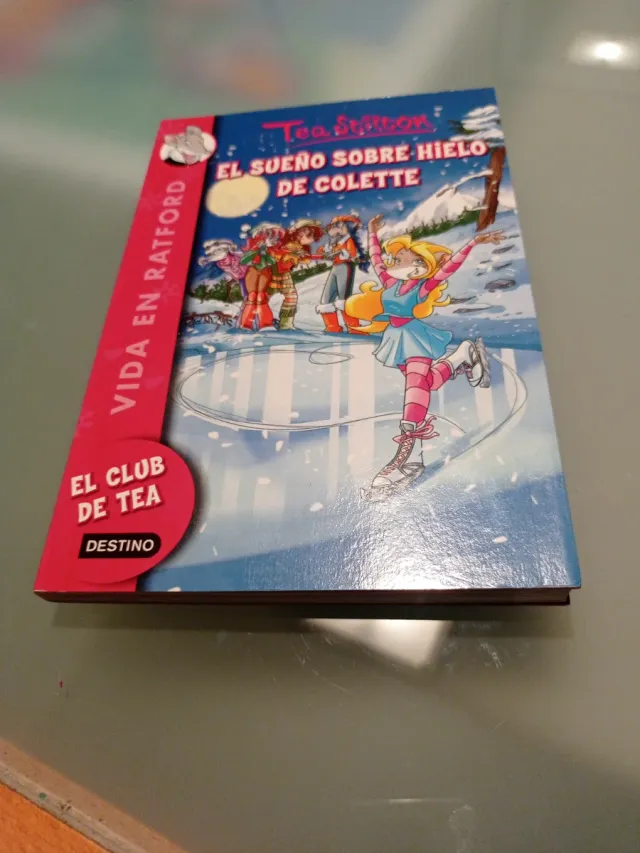 Tea Stilton
EL SUEÑO SOBRE HIELO
DE COLETTE
VIDA EN RATFORD
EL CLUB
DE TEA
DESTINO